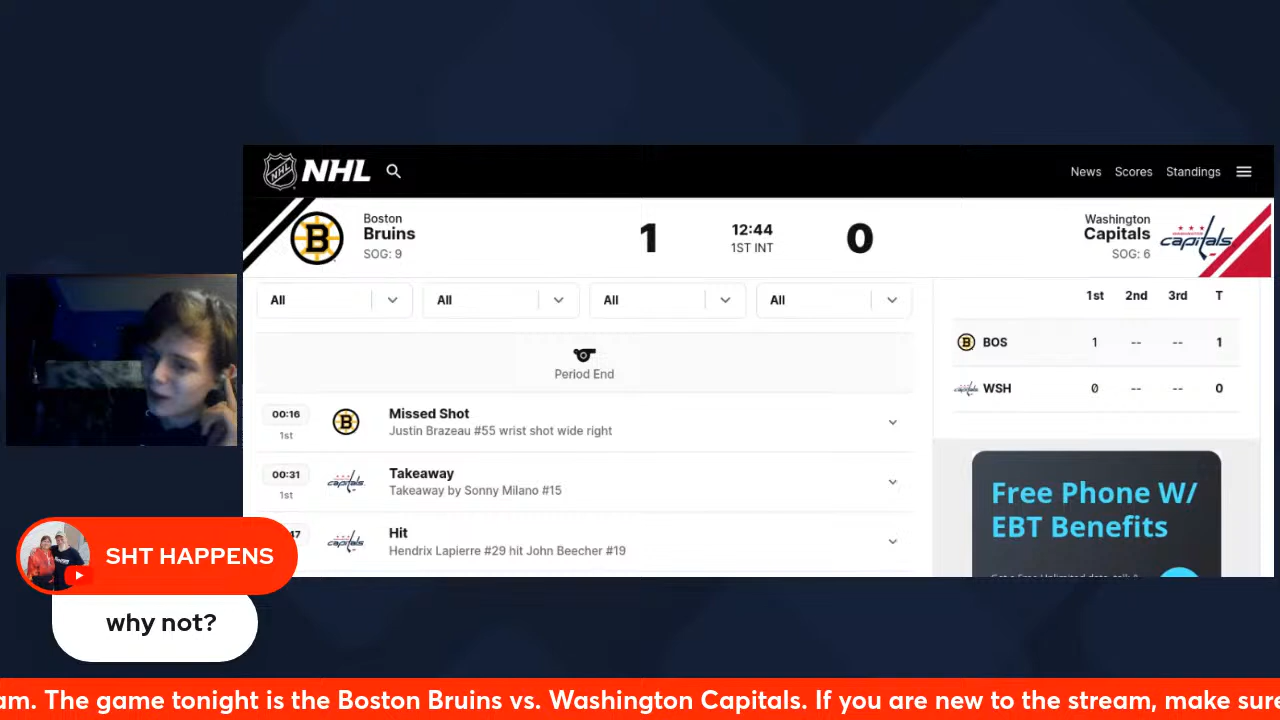 NHL NHL News Scores Standings
Boston
Bruins
SOG: 9
1
12:44
1ST INT
0
Washington
Capitals
SOG: 6
capitals
All All All All
Period End
00:16
1st
Missed Shot
Justin Brazeau #55 wrist shot wide right
00:31
1st
capitals
Takeaway
Takeaway by Sonny Milano #15
capitals
Hit
Hendrix Lapierre #29 hit John Beecher #19
1st 2nd 3rd T
BOS 1 -- -- 1
WSH 0 -- -- 0
Free Phone W/
EBT Benefits
SHT HAPPENS
why not?
am. The game tonight is the Boston Bruins vs. Washington Capitals. If you are new to the stream, make sure